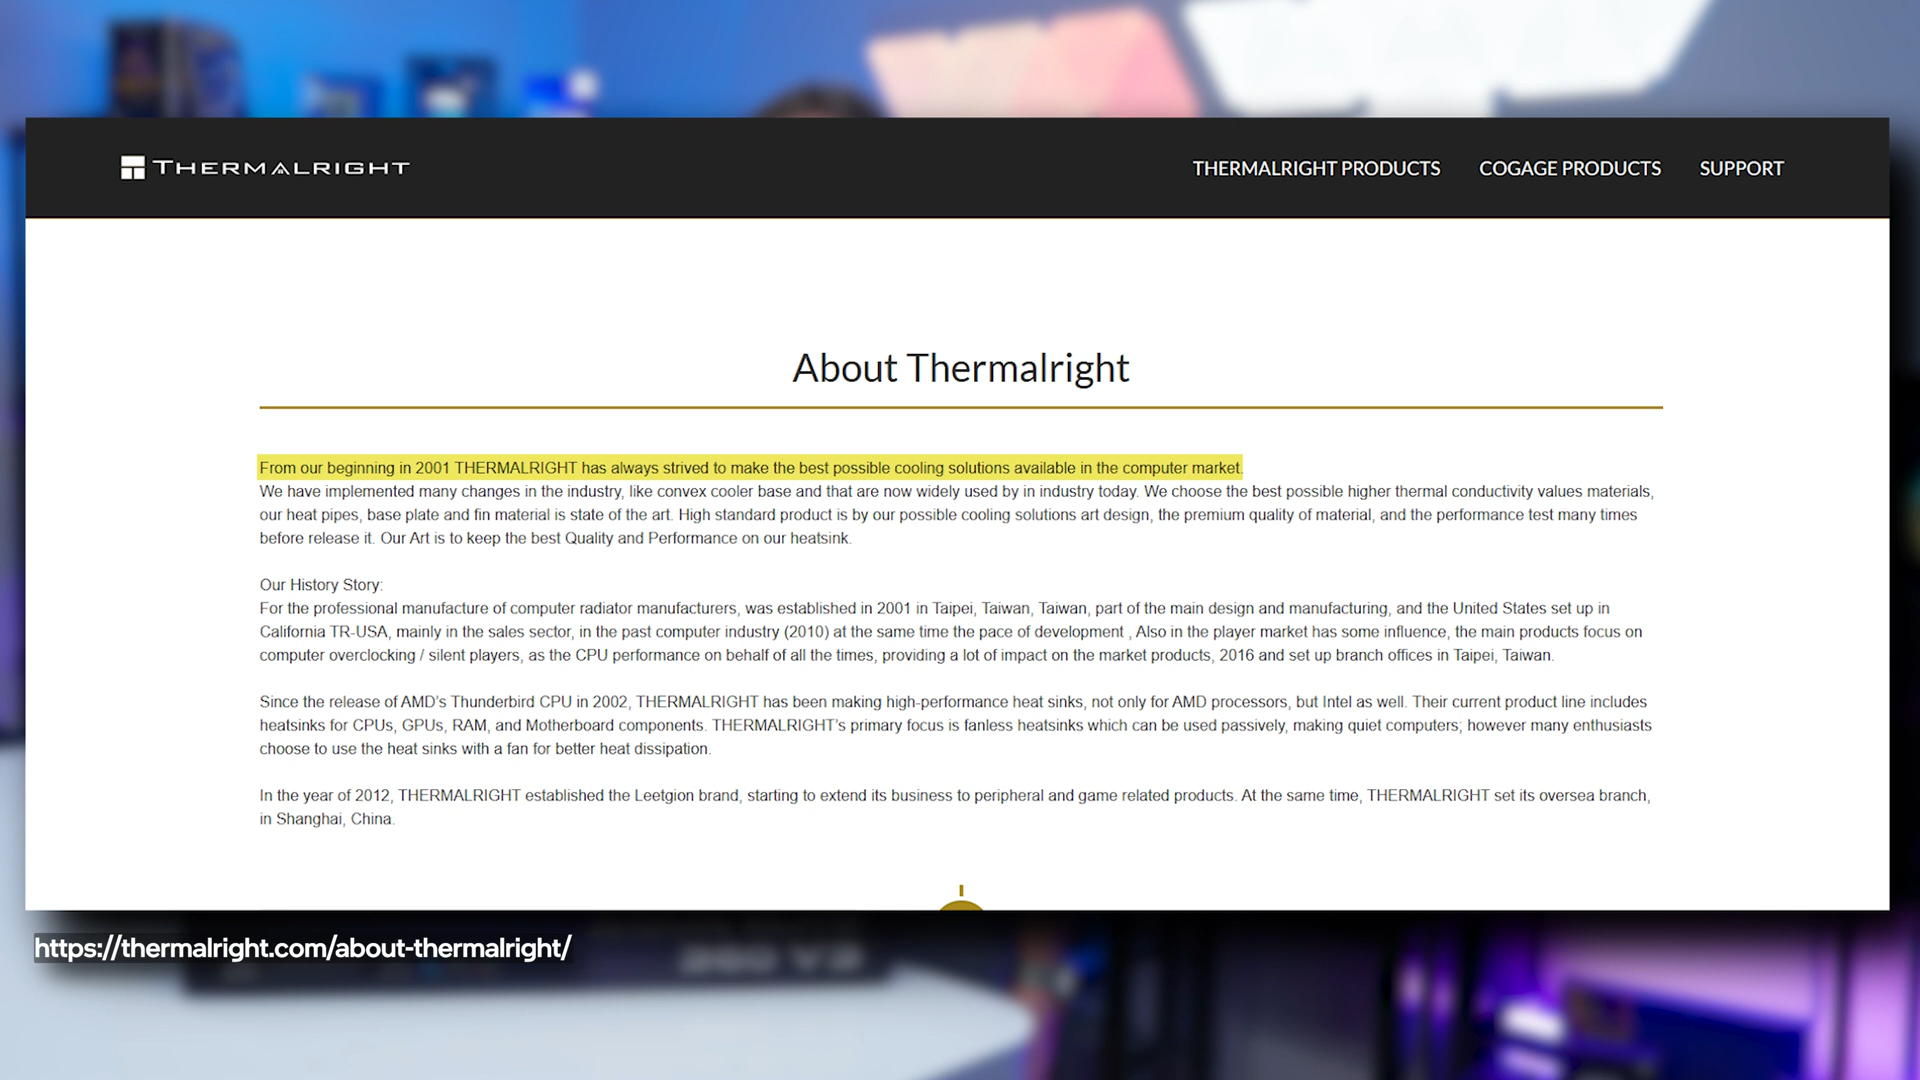 THERMALRIGHT
THERMALRIGHT PRODUCTS
COGAGE PRODUCTS
SUPPORT
About Thermalright
From our beginning in 2001 THERMALRIGHT has always strived to make the best possible cooling solutions available in the computer market.
We have implemented many changes in the industry, like convex cooler base and that are now widely used by in industry today. We choose the best possible higher thermal conductivity values materials,
our heat pipes, base plate and fin material is state of the art. High standard product is by our possible cooling solutions art design, the premium quality of material, and the performance test many times
before release it. Our Art is to keep the best Quality and Performance on our heatsink.
Our History Story:
For the professional manufacture of computer radiator manufacturers, was established in 2001 in Taipei, Taiwan, Taiwan, part of the main design and manufacturing, and the United States set up in
California TR-USA, mainly in the sales sector, in the past computer industry (2010) at the same time the pace of development , Also in the player market has some influence, the main products focus on
computer overclocking / silent players, as the CPU performance on behalf of all the times, providing a lot of impact on the market products, 2016 and set up branch offices in Taipei, Taiwan.
Since the release of AMD's Thunderbird CPU in 2002, THERMALRIGHT has been making high-performance heat sinks, not only for AMD processors, but Intel as well. Their current product line includes
heatsinks for CPUs, GPUs, RAM, and Motherboard components. THERMALRIGHT's primary focus is fanless heatsinks which can be used passively, making quiet computers; however many enthusiasts
choose to use the heat sinks with a fan for better heat dissipation.
In the year of 2012, THERMALRIGHT established the Leetgion brand, starting to extend its business to peripheral and game related products. At the same time, THERMALRIGHT set its oversea branch,
in Shanghai, China.
https://thermalright.com/about-thermalright/